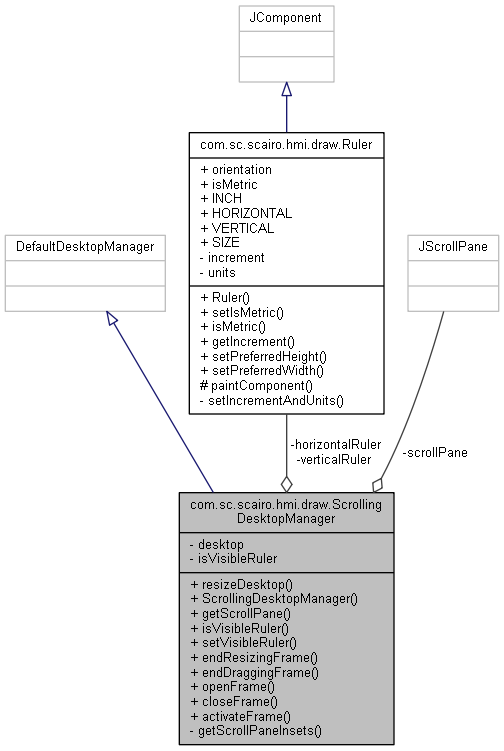 JComponent
com.sc.scairo.hmi.draw.Ruler
+ orientation
+ isMetric
+ INCH
+ HORIZONTAL
+ VERTICAL
+ SIZE
- increment
- units
+ Ruler()
+ setIsMetric()
+ isMetric()
+ getIncrement()
+ setPreferredHeight()
+ setPreferredWidth()
# paintComponent()
- setIncrementAndUnits()
DefaultDesktopManager
JScrollPane
-horizontalRuler
-verticalRuler
-scrollPane
com.sc.scairo.hmi.draw.Scrolling
DesktopManager
- desktop
- isVisibleRuler
+ resizeDesktop()
+ ScrollingDesktopManager()
+ getScrollPane()
+ isVisibleRuler()
+ setVisibleRuler()
+ endResizingFrame()
+ endDraggingFrame()
+ openFrame()
+ closeFrame()
+ activateFrame()
- getScrollPaneInsets()